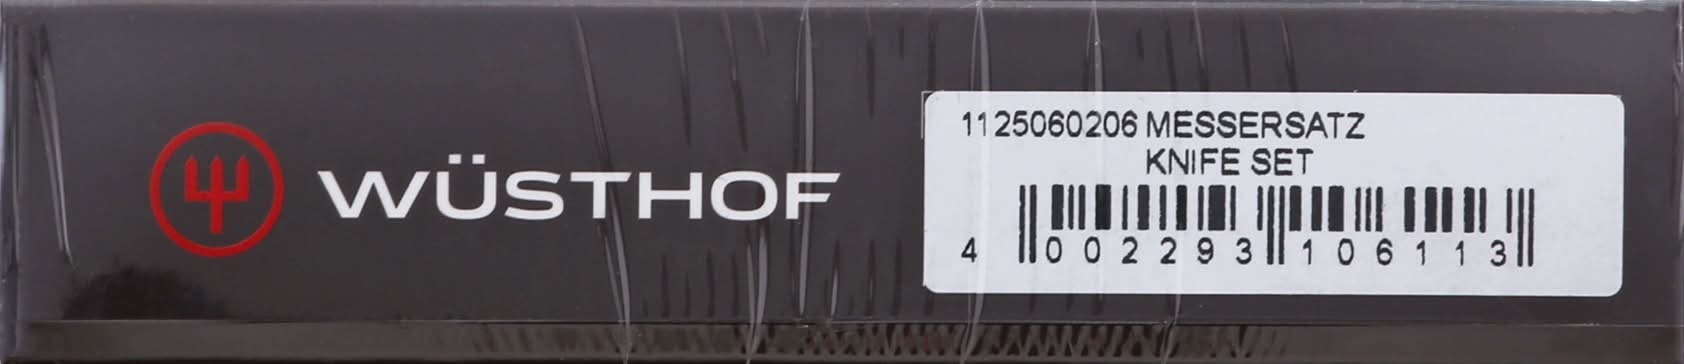 WÜSTHOF
1125060206 MESSERSATZ
KNIFE SET
4 002293 106113